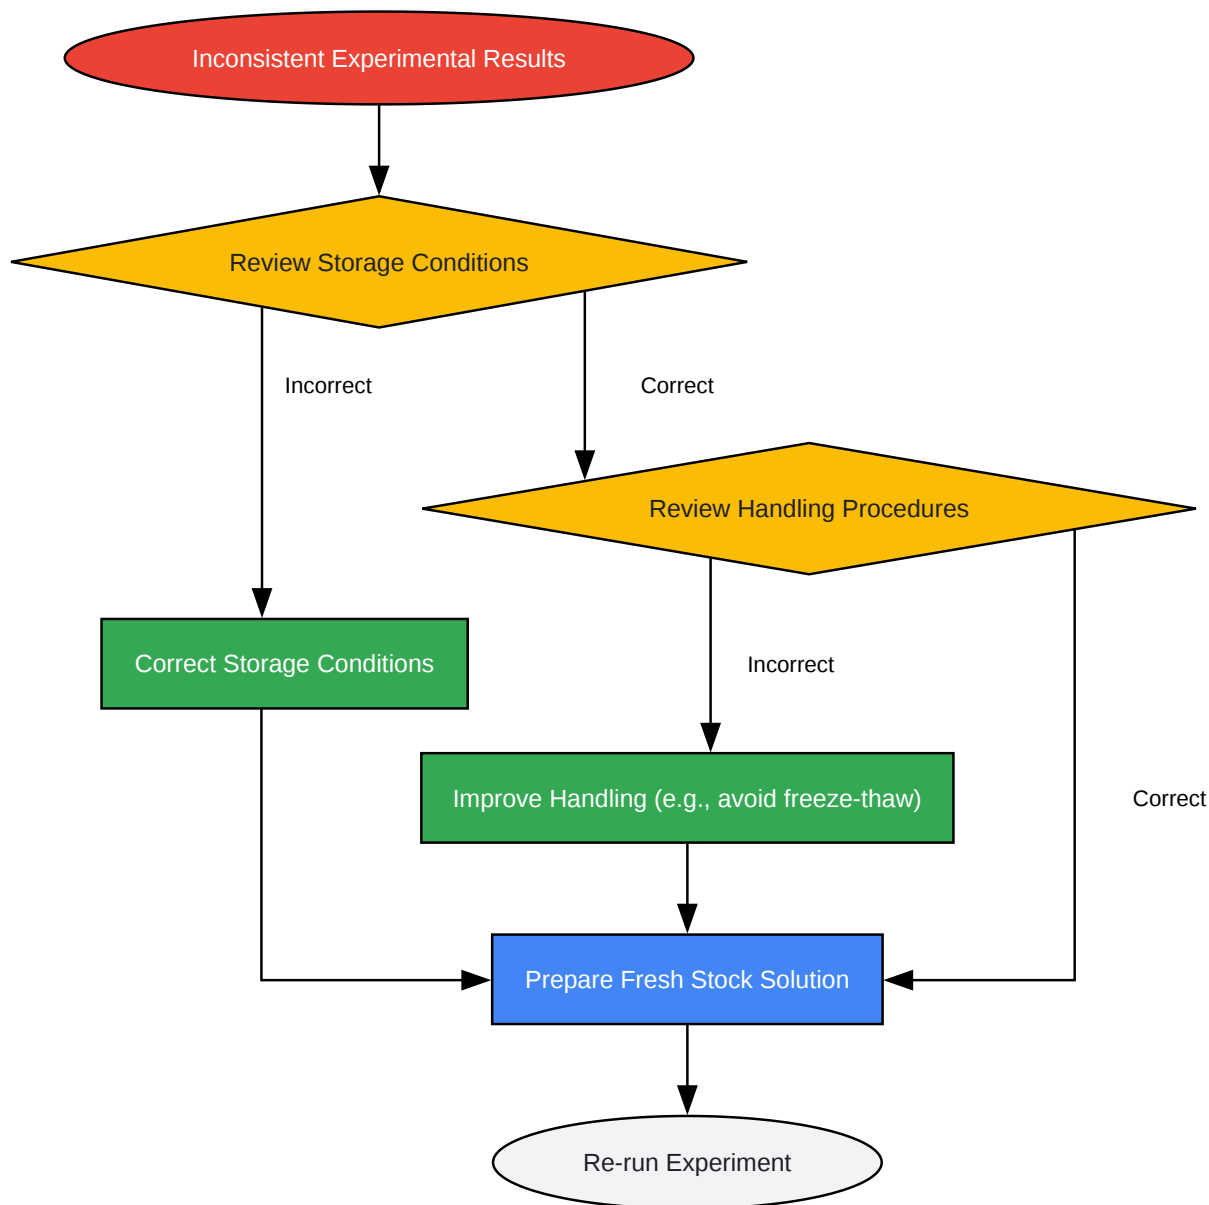 Inconsistent Experimental Results
Review Storage Conditions
Incorrect
Correct
Review Handling Procedures
Correct Storage Conditions
Incorrect
Improve Handling (e.g., avoid freeze-thaw)
Correct
Prepare Fresh Stock Solution
Re-run Experiment